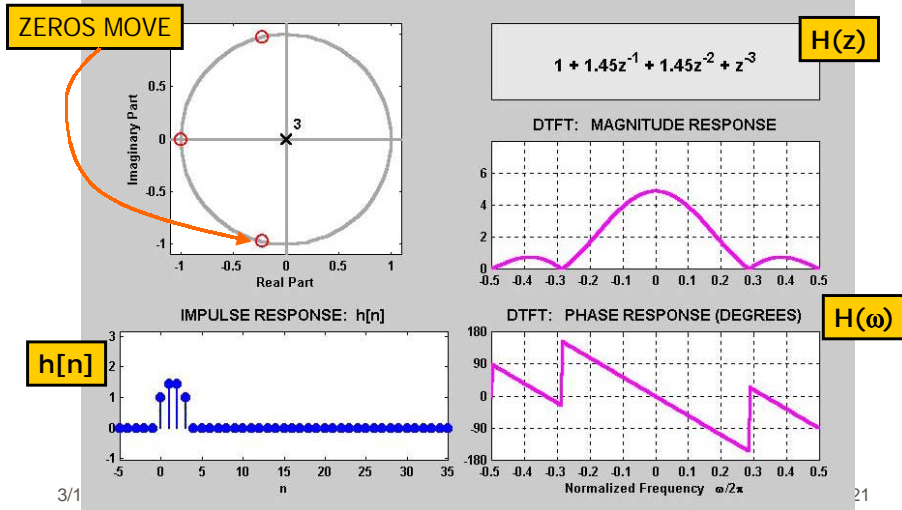 ZEROS MOVE
H(z)
1 + 1.45z⁻¹ + 1.45z⁻² + z⁻³
Imaginary Part
0.5
0
-0.5
-1
3
-1 -0.5 0 0.5 1
Real Part
DTFT: MAGNITUDE RESPONSE
6
4
2
0
-0.5 -0.4 -0.3 -0.2 -0.1 0 0.1 0.2 0.3 0.4 0.5
IMPULSE RESPONSE: h[n]
h[n]
3
2
1
0
-1
-5 0 5 10 15 20 25 30 35
n
DTFT: PHASE RESPONSE (DEGREES)
H(ω)
180
90
0
-90
-180
-0.5 -0.4 -0.3 -0.2 -0.1 0 0.1 0.2 0.3 0.4 0.5
Normalized Frequency ω/2π
3/1
21